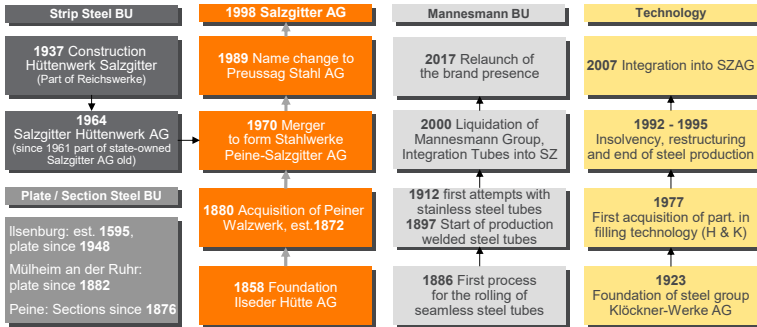 Strip Steel BU
1937 Construction
Hüttenwerk Salzgitter
(Part of Reichswerke)
1964
Salzgitter Hüttenwerk AG
(since 1961 part of state-owned
Salzgitter AG old)
Plate / Section Steel BU
Ilsenburg: est. 1595,
plate since
1948
Mülheim an der Ruhr:
plate since 1882
Peine: Sections since 1876
1998 Salzgitter AG
1989 Name change to
Preussag Stahl AG
1970 Merger
to form Stahlwerke
Peine-Salzgitter AG
1880 Acquisition of Peiner
Walzwerk, est.1872
1858 Foundation
Ilseder Hütte AG
Mannesmann BU
2017 Relaunch of
the brand presence
2000 Liquidation of
Mannesmann Group,
Integration Tubes into SZ
1912 first attempts with
stainless steel tubes
1897 Start of production
welded steel tubes
1886 First process
for the rolling of
seamless steel tubes
Technology
2007 Integration into SZAG
1992 - 1995
Insolvency, restructuring
and end of steel production
1977
First acquisition of part. in
filling technology (H & K)
1923
Foundation of steel group
Klöckner-Werke AG